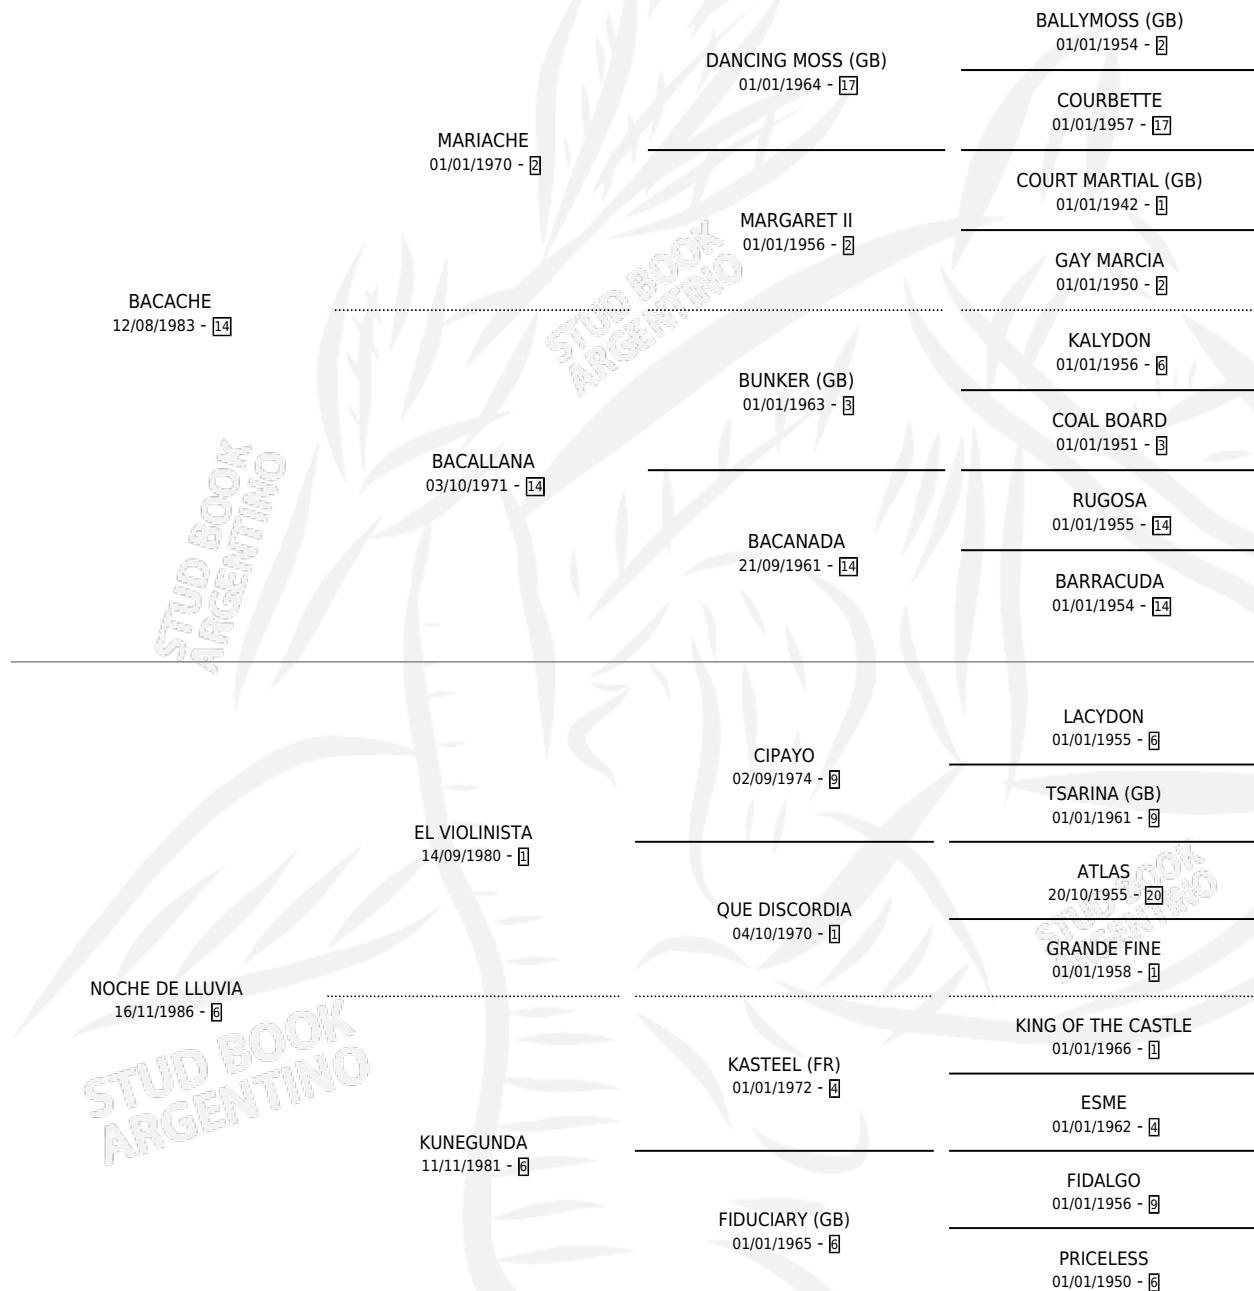 BALLYMOSS (GB)
01/01/1954 - 2
DANCING MOSS (GB)
01/01/1964 - 17
COURBETTE
01/01/1957 - 17
MARIACHE
01/01/1970 - 2
COURT MARTIAL (GB)
01/01/1942 - 1
MARGARET II
01/01/1956 - 2
GAY MARCIA
01/01/1950 - 2
BACACHE
12/08/1983 - 14
STUD BOOK
ARGENTINO
KALYDON
01/01/1956 - 6
BUNKER (GB)
01/01/1963 - 3
COAL BOARD
01/01/1951 - 3
BACALLANA
03/10/1971 - 14
RUGOSA
01/01/1955 - 14
BACANADA
21/09/1961 - 14
BARRACUDA
01/01/1954 - 14
STUD BOOK
ARGENTINO
LACYDON
01/01/1955 - 6
CIPAYO
02/09/1974 - 9
TSARINA (GB)
01/01/1961 - 9
EL VIOLINISTA
14/09/1980 - 1
ATLAS
20/10/1955 - 20
QUE DISCORDIA
04/10/1970 - 1
STUD BOOK
ARGENTINO
GRANDE FINE
01/01/1958 - 1
NOCHE DE LLUVIA
16/11/1986 - 6
KING OF THE CASTLE
01/01/1966 - 1
KASTEEL (FR)
01/01/1972 - 4
ESME
01/01/1962 - 4
STUD BOOK
ARGENTINO
KUNEGUNDA
11/11/1981 - 6
FIDALGO
01/01/1956 - 9
FIDUCIARY (GB)
01/01/1965 - 6
PRICELESS
01/01/1950 - 6